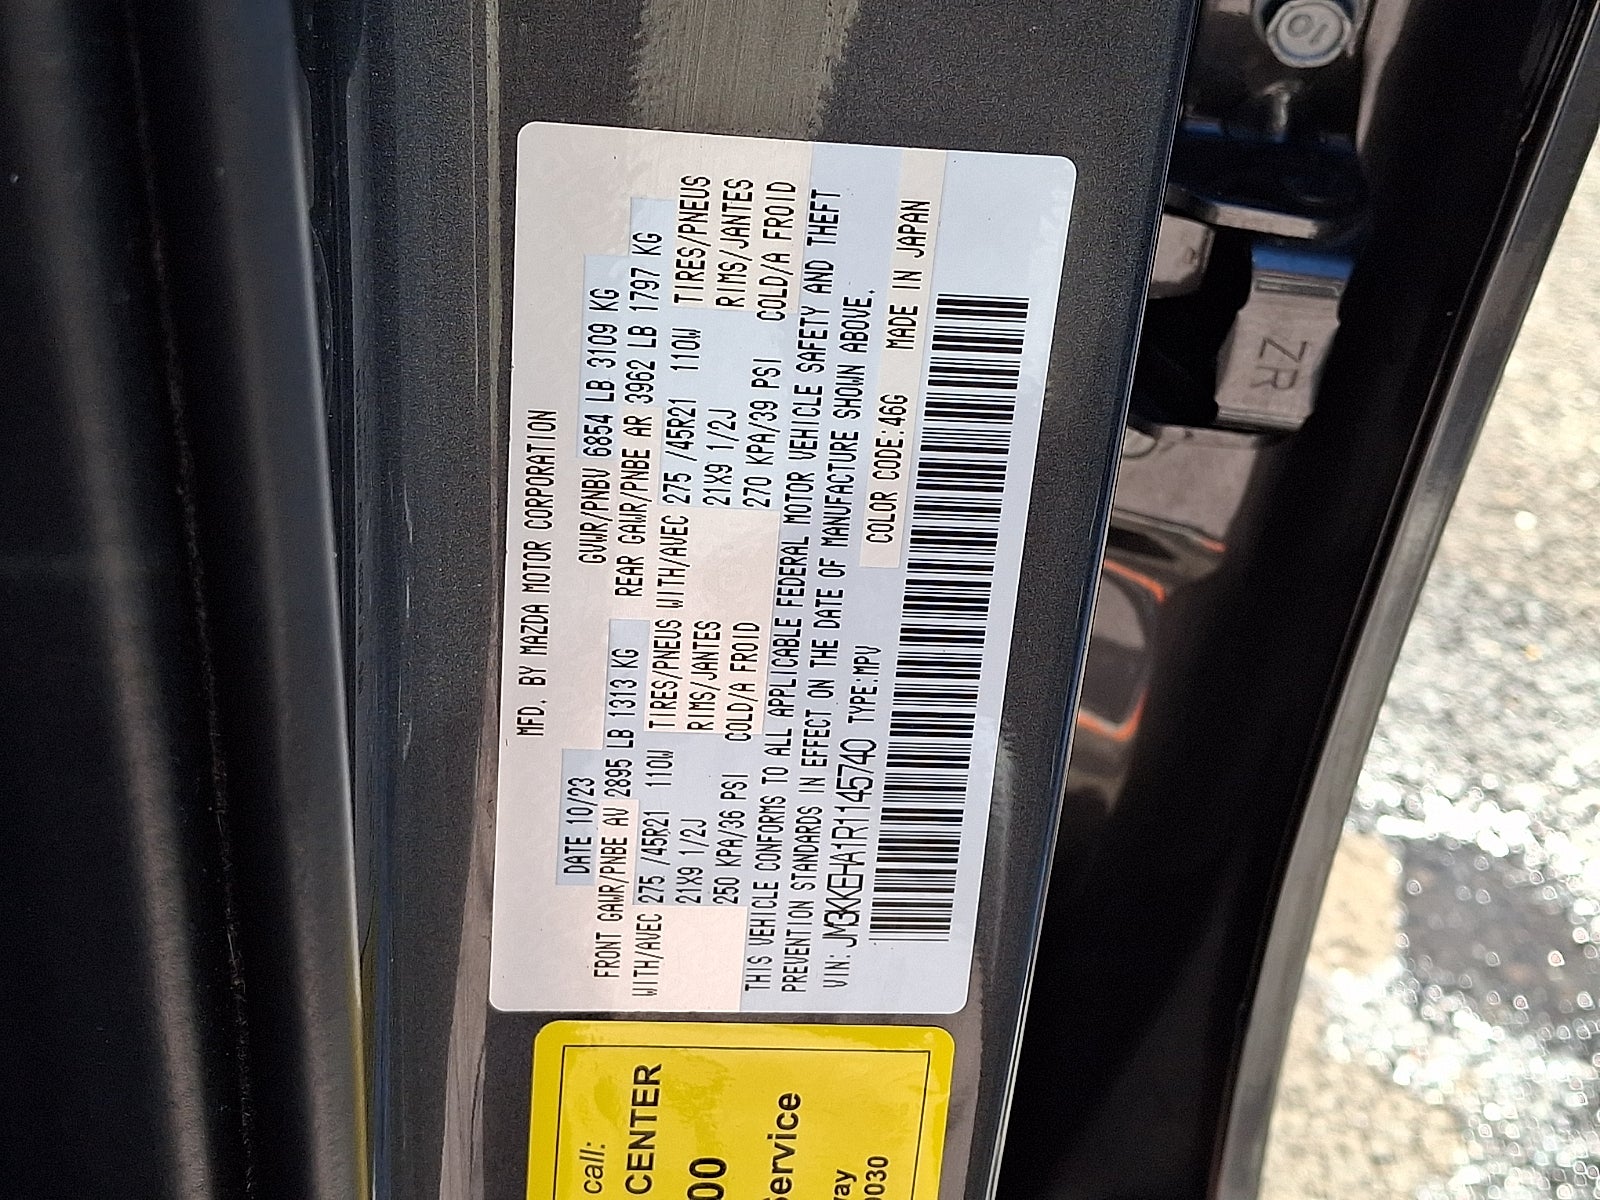 MFD. BY MAZDA MOTOR CORPORATION
DATE 10/23 GVWR/PNBV 6854 LB 3109 KG
FRONT GAWR/PNBE AV 2895 LB 1313 KG REAR GAWR/PNBE AR 3962 LB 1797 KG
WITH/AVEC 275 /45R21 110W TIRES/PNEUS WITH/AVEC 275 /45R21 110W TIRES/PNEUS
21X9 1/2J RIMS/JANTES 21X9 1/2J RIMS/JANTES
250 KPA/36 PSI COLD/A FROID 270 KPA/39 PSI COLD/A FROID
THIS VEHICLE CONFORMS TO ALL APPLICABLE FEDERAL MOTOR VEHICLE SAFETY AND THEFT
PREVENTION STANDARDS IN EFFECT ON THE DATE OF MANUFACTURE SHOWN ABOVE.
VIN: JM3KKEHA1R1145740 TYPE:MPV COLOR CODE:46G MADE IN JAPAN
call:
CENTER
00
Service
way
0030
ZR
10